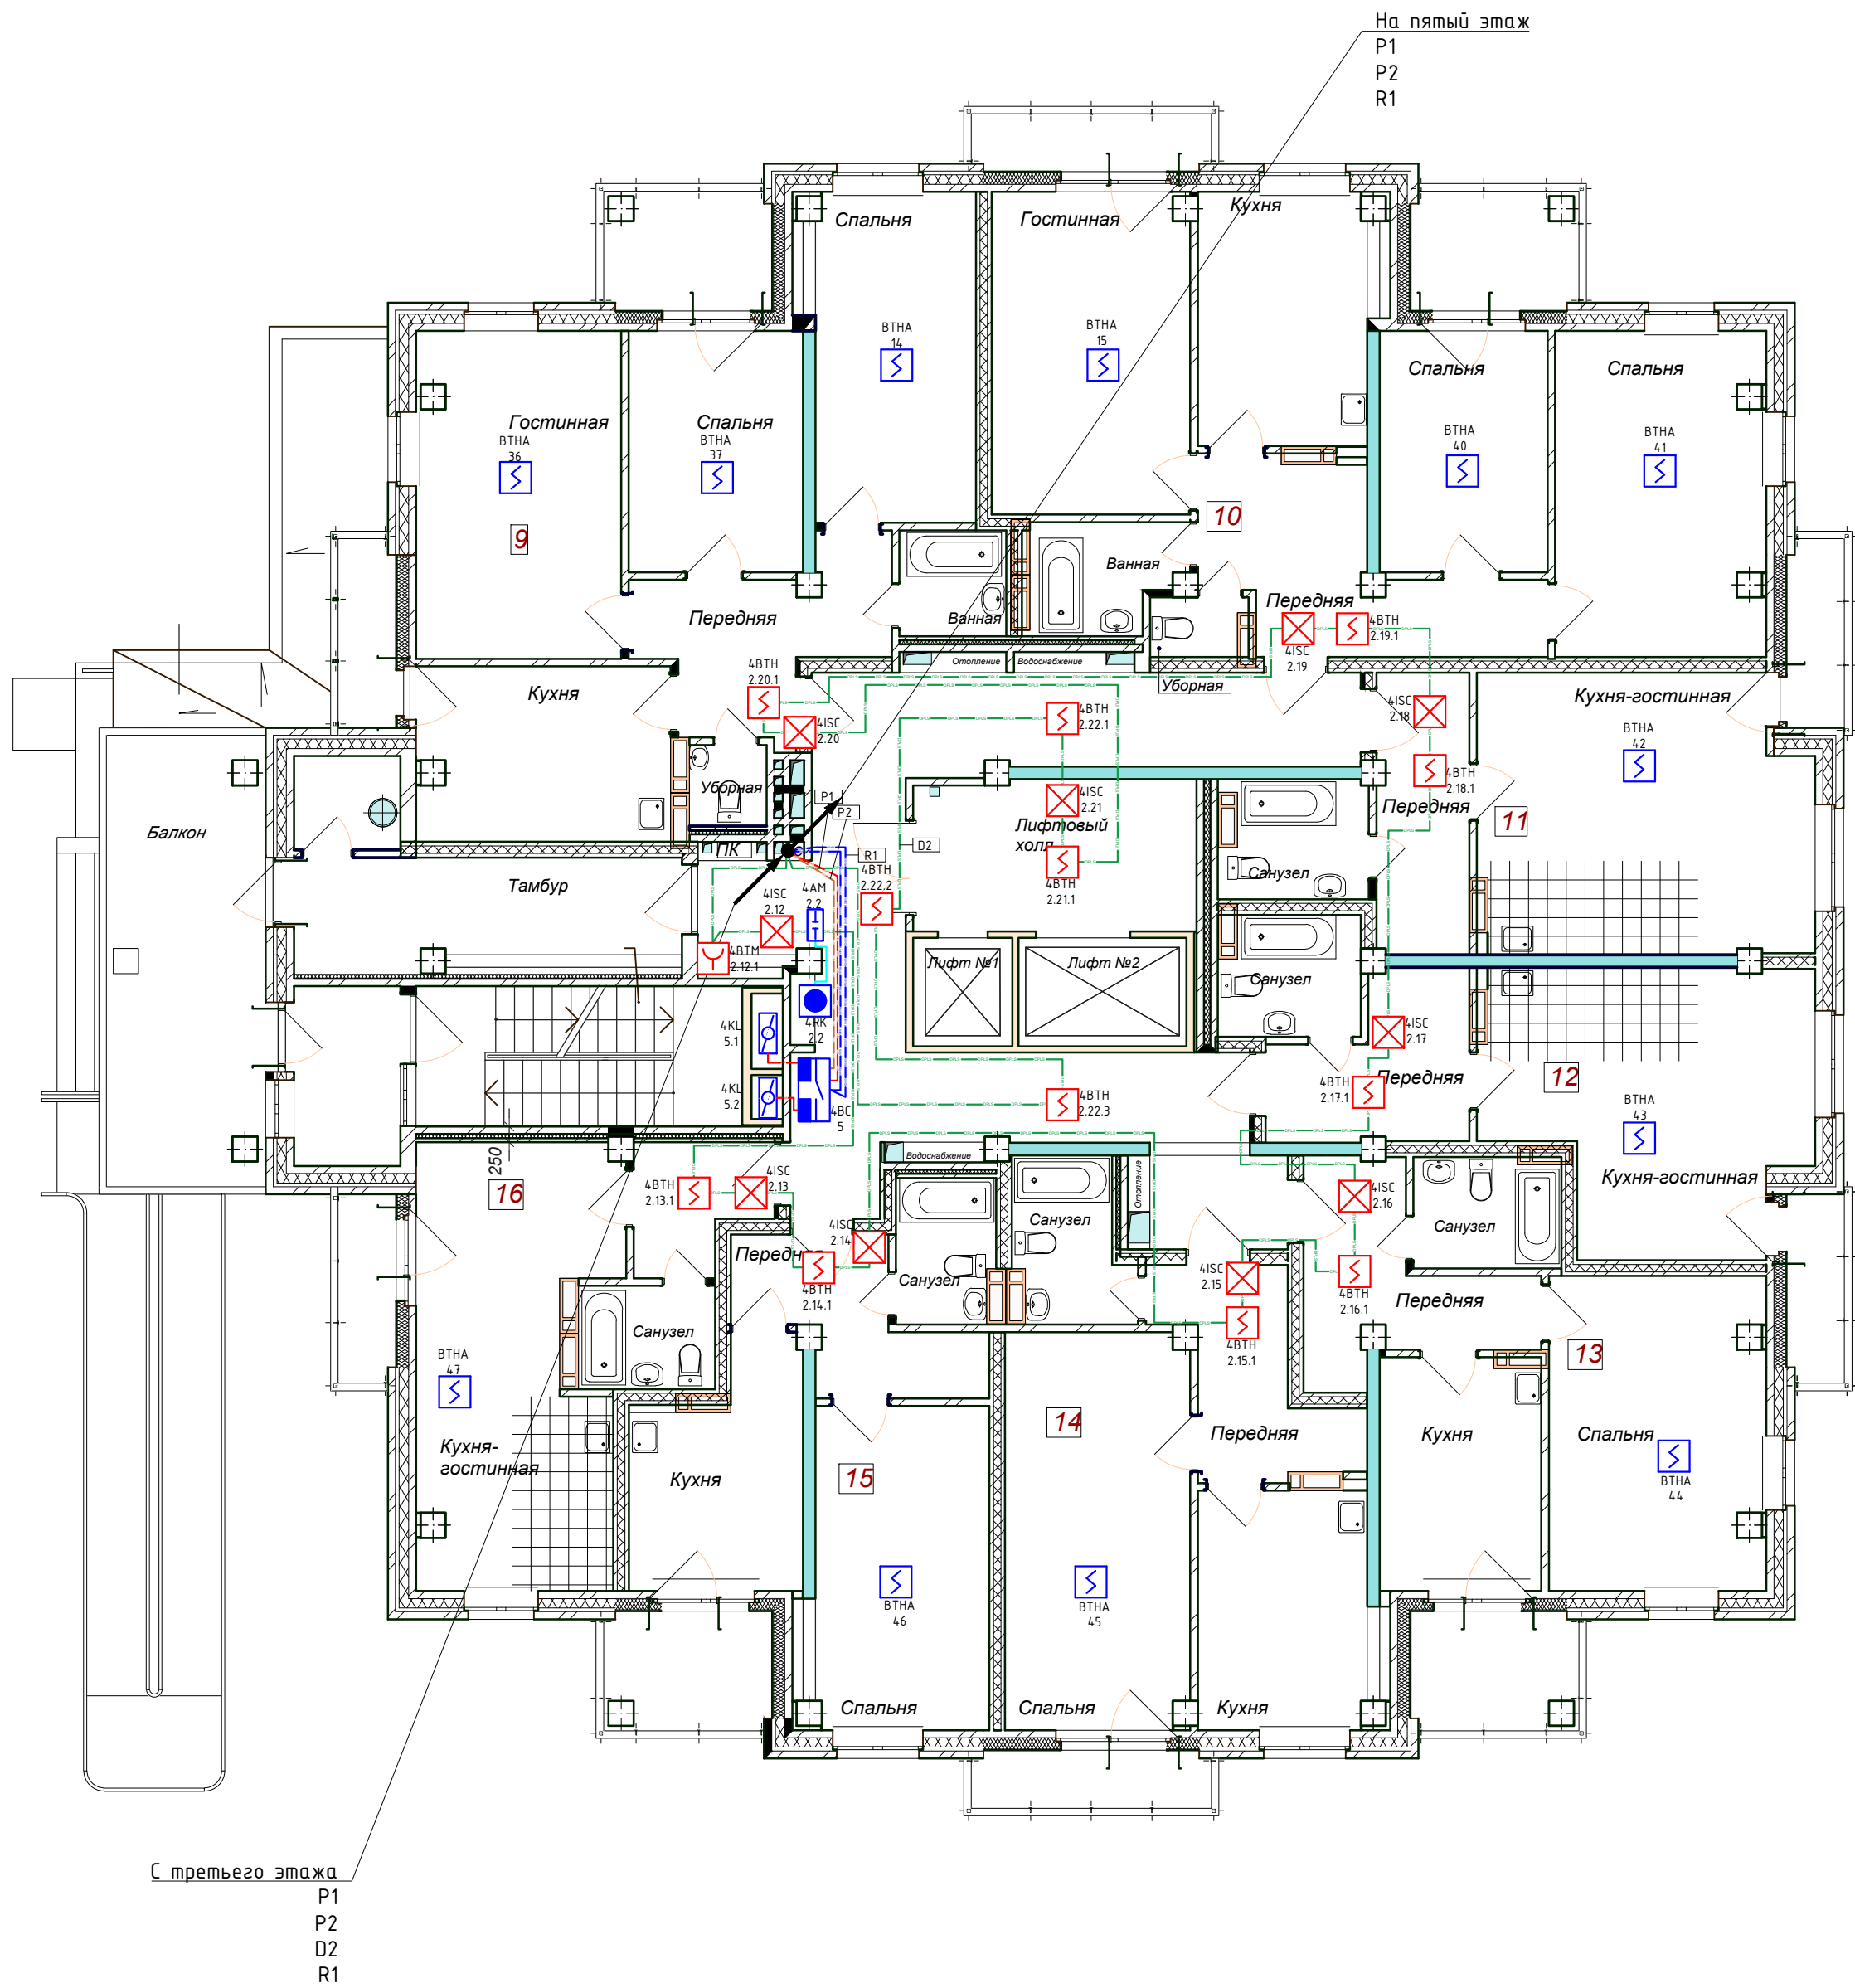 На пятый этаж
P1
P2
R1
Спальня
Гостинная
Кухня
BTHA
14
BTHA
15
Спальня
Спальня
Гостинная
Спальня
BTHA
36
BTHA
37
BTHA
40
BTHA
41
9
10
Ванная
Ванная
Передняя
Передняя
4BTH
2.19.1
4ISC
2.19
Отопление
Водоснабжение
Уборная
Кухня
4BTH
2.20.1
4ISC
2.20
4BTH
2.22.1
4ISC
2.18
Кухня-гостинная
BTHA
42
4BTH
2.18.1
Уборная
P1
P2
4ISC
2.21
Передняя
11
Балкон
Лифтовый
холл
D2
R1
ПК
4BTH
2.22.2
4BTH
2.21.1
Санузел
Тамбур
4ISC
2.12
4AM
2.2
4BTM
2.12.1
Лифт №1
Лифт №2
Санузел
4KL
5.1
4RK
2.2
4ISC
2.17
4KL
5.2
4BC
5
4BTH
2.22.3
4BTH
2.17.1
Передняя
12
BTHA
43
250
Водоснабжение
Отопление
16
4BTH
2.13.1
4ISC
2.13
4ISC
2.16
Кухня-гостинная
4ISC
2.14
Санузел
Санузел
Передняя
Санузел
4ISC
2.15
4BTH
2.14.1
4BTH
2.16.1
Передняя
Санузел
4BTH
2.15.1
13
BTHA
47
14
Передняя
Кухня
Спальня
Кухня-
гостинная
Кухня
15
BTHA
44
BTHA
46
BTHA
45
Спальня
Спальня
Кухня
С третьего этажа
P1
P2
D2
R1